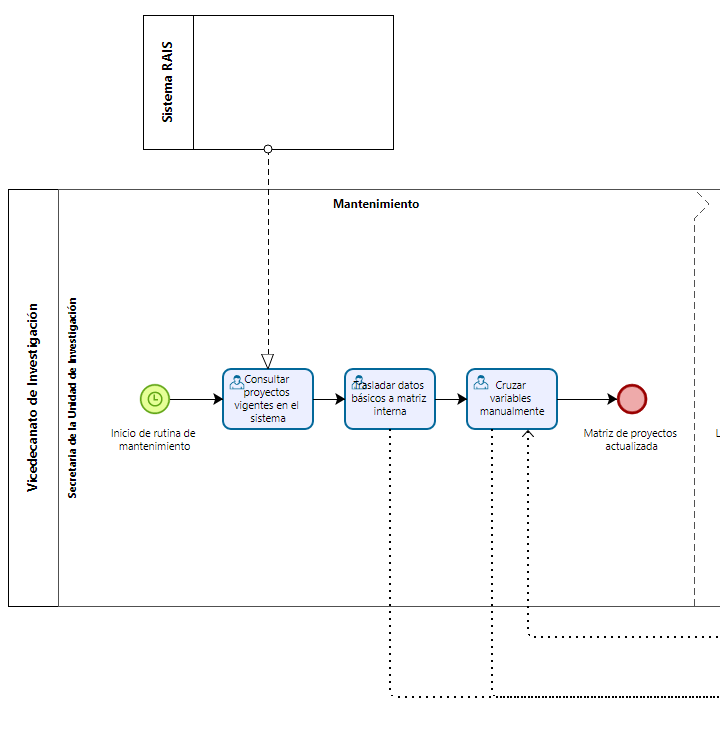 Sistema RAIS
Mantenimiento
Vicedecanato de Investigación
Secretaria de la Unidad de Investigación
Consultar
proyectos
vigentes en el
sistema
Trasladar datos
básicos a matriz
interna
Cruzar
variables
manualmente
Inicio de rutina de
mantenimiento
Matriz de proyectos
actualizada